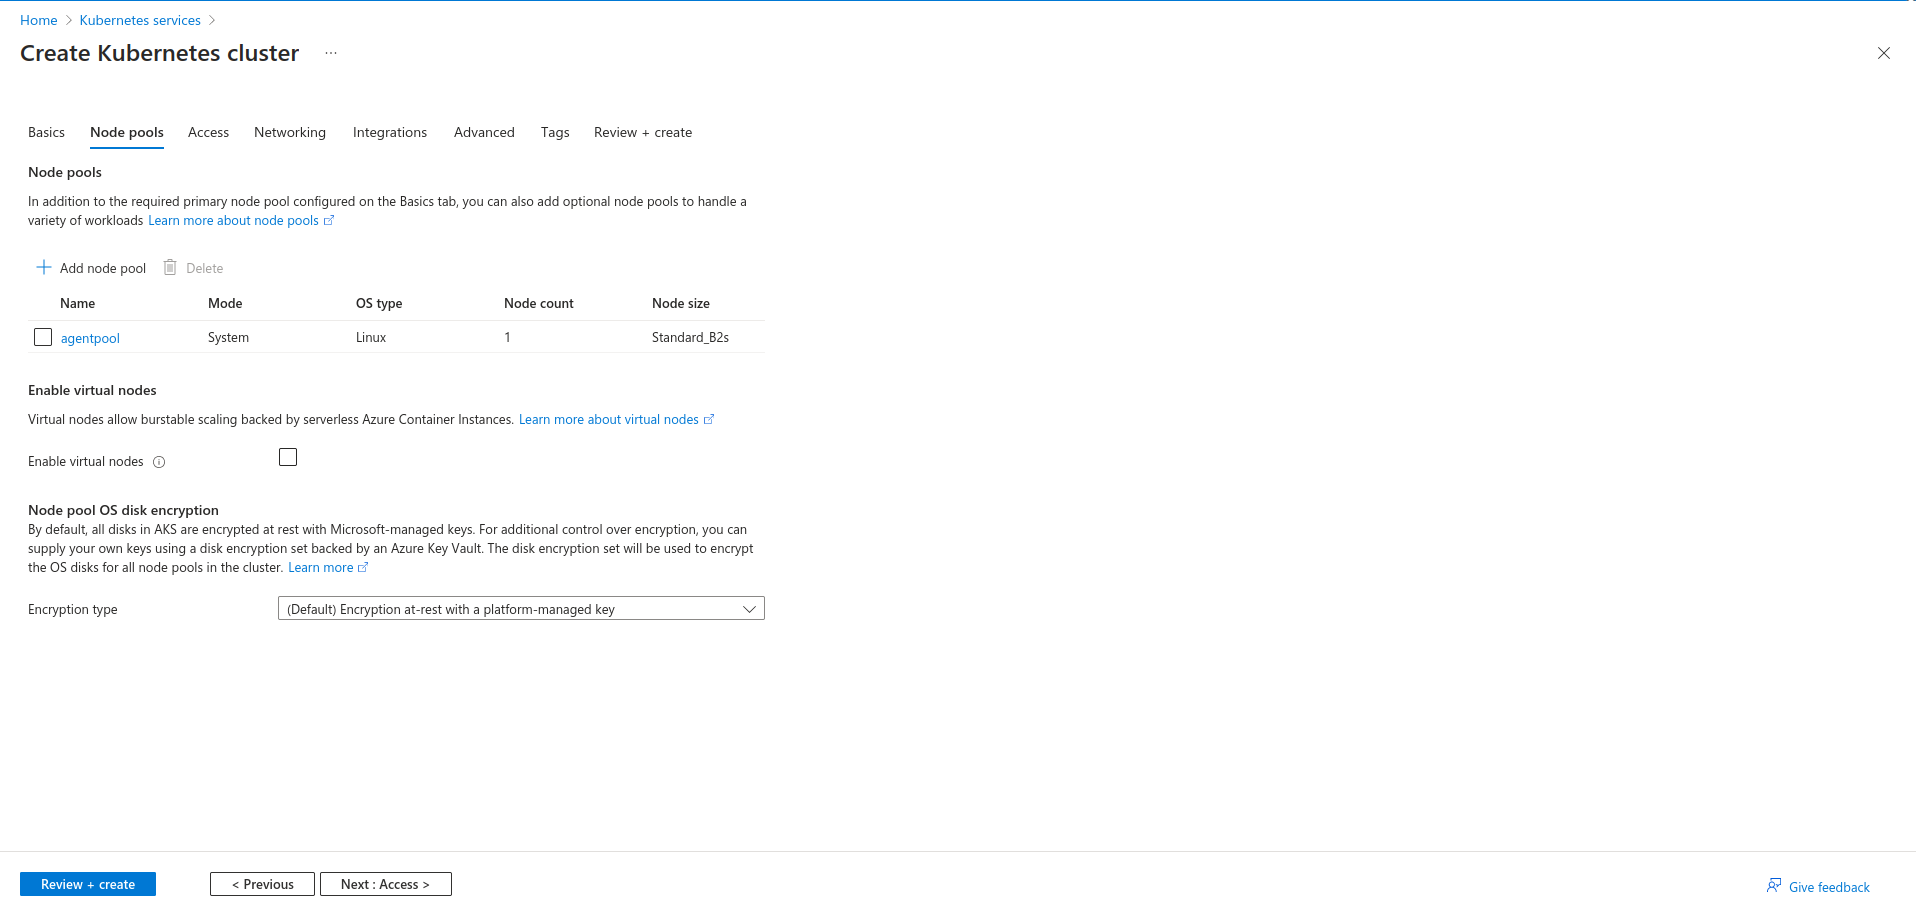 Home > Kubernetes services >
Create Kubernetes cluster ...
Basics Node pools Access Networking Integrations Advanced Tags Review + create
Node pools
In addition to the required primary node pool configured on the Basics tab, you can also add optional node pools to handle a
variety of workloads Learn more about node pools
Add node pool Delete
Name Mode OS type Node count Node size
agentpool System Linux 1 Standard_B2s
Enable virtual nodes
Virtual nodes allow burstable scaling backed by serverless Azure Container Instances. Learn more about virtual nodes
Enable virtual nodes
Node pool OS disk encryption
By default, all disks in AKS are encrypted at rest with Microsoft-managed keys. For additional control over encryption, you can
supply your own keys using a disk encryption set backed by an Azure Key Vault. The disk encryption set will be used to encrypt
the OS disks for all node pools in the cluster. Learn more
Encryption type (Default) Encryption at-rest with a platform-managed key
Review + create < Previous Next : Access > Give feedback